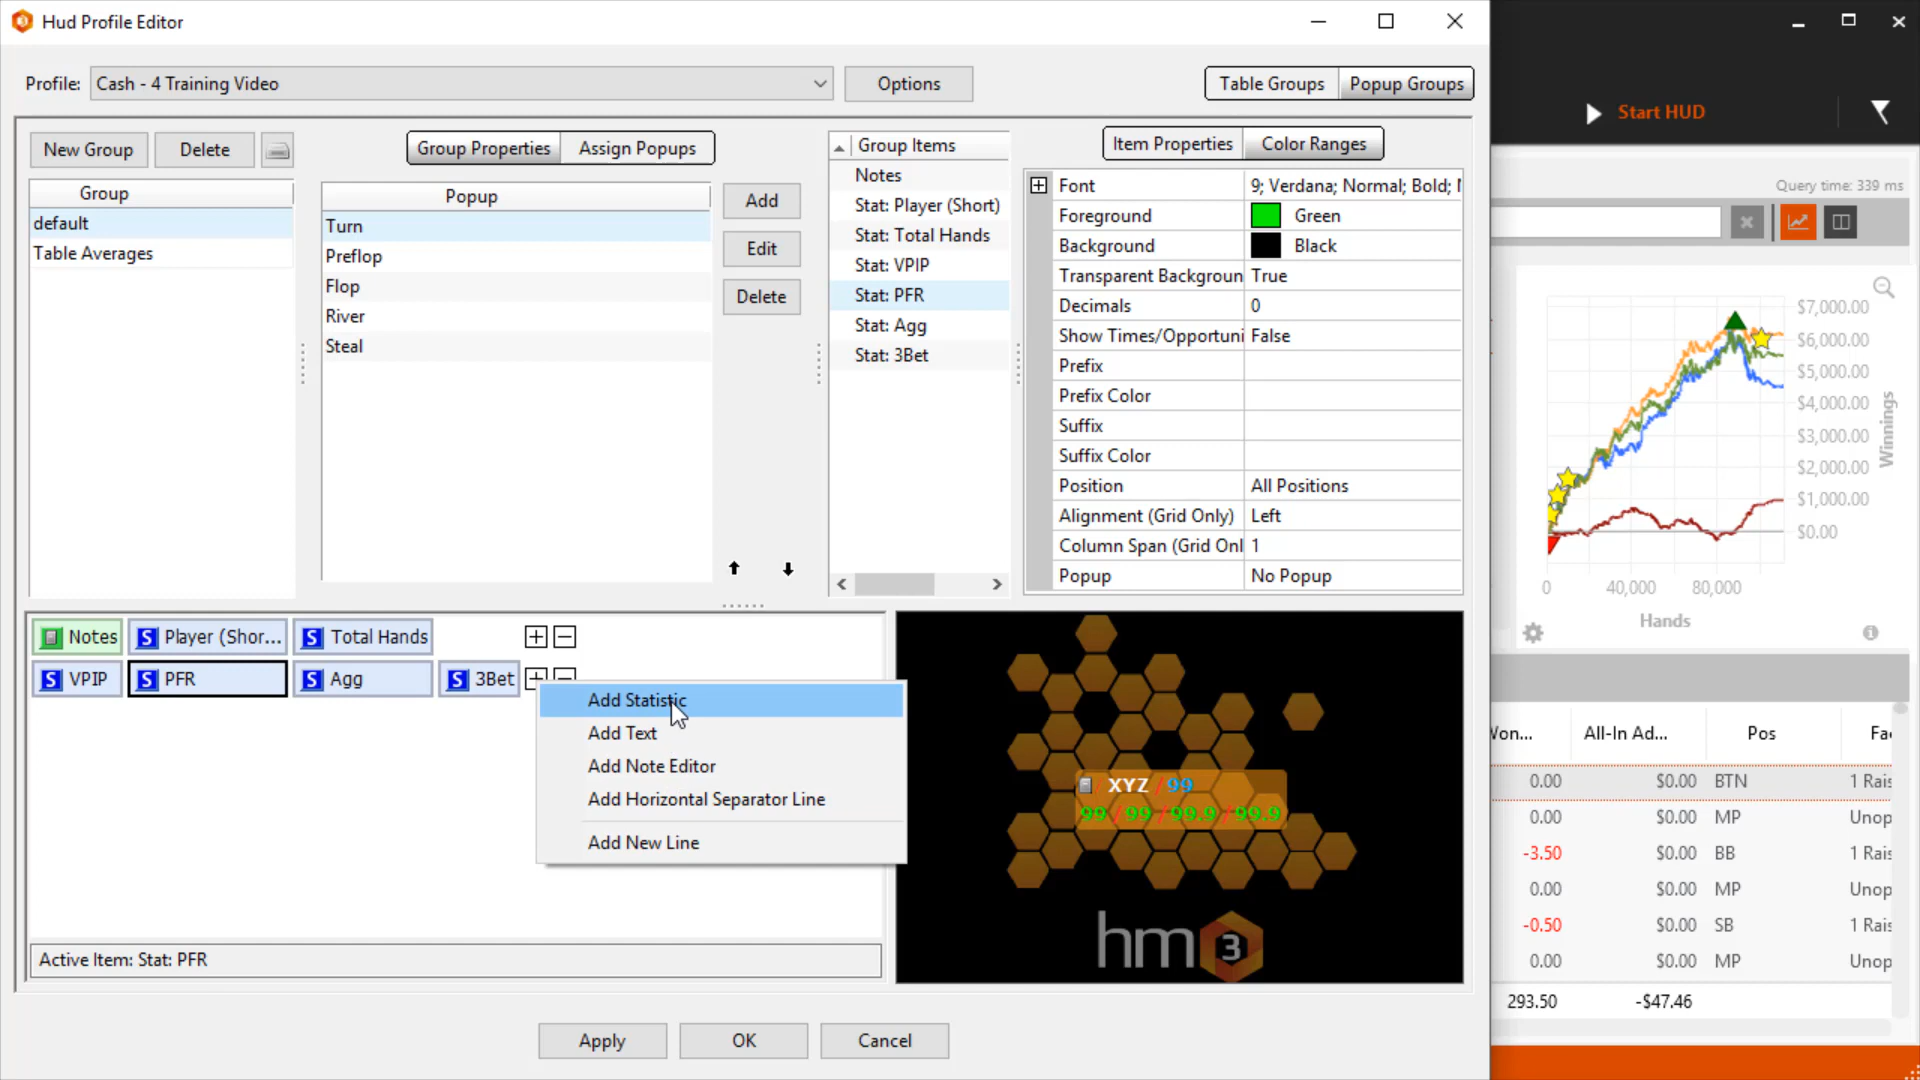 Hud Profile Editor
Profile:
Cash - 4 Training Video
Options
Table Groups
Popup Groups
Start HUD
New Group
Delete
Group Properties
Assign Popups
Group Items
Item Properties
Color Ranges
Query time: 339 ms
Group
default
Table Averages
Popup
Turn
Preflop
Flop
River
Steal
Add
Edit
Delete
Notes
Stat: Player (Short)
Stat: Total Hands
Stat: VPIP
Stat: PFR
Stat: Agg
Stat: 3Bet
Font
9; Verdana; Normal; Bold; N
Foreground
Green
Background
Black
Transparent Backgroun
True
Decimals
0
Show Times/Opportuni
False
Prefix
Prefix Color
Suffix
Suffix Color
Position
All Positions
Alignment (Grid Only)
Left
Column Span (Grid Onl
1
Popup
No Popup
$7,000.00
$6,000.00
$5,000.00
$4,000.00
$3,000.00
$2,000.00
$1,000.00
$0.00
Winnings
0
40,000
80,000
Hands
Notes
S Player (Shor...
S Total Hands
S VPIP
S PFR
S Agg
S 3Bet
Add Statistic
Add Text
Add Note Editor
Add Horizontal Separator Line
Add New Line
/ XYZ / 99
99 / 99 / 99.9 / 99.9
hm 3
Active Item: Stat: PFR
Apply
OK
Cancel
Won...
All-In Ad...
Pos
Fac
0.00 $0.00 BTN 1 Rais
0.00 $0.00 MP Unop
-3.50 $0.00 BB 1 Rais
0.00 $0.00 MP Unop
-0.50 $0.00 SB 1 Rais
0.00 $0.00 MP Unop
293.50 -$47.46